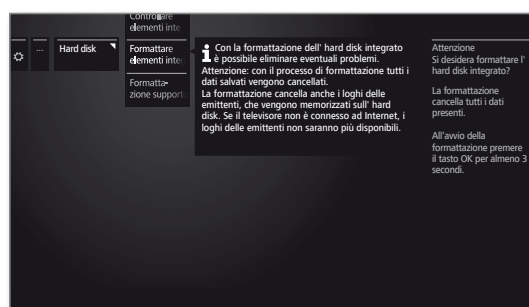 Controllare
elementi inte
...
Hard disk
Formattare
elementi inte
Formatta-
zione support
Con la formattazione dell' hard disk integrato
è possibile eliminare eventuali problemi.
Attenzione: con il processo di formattazione tutti i
dati salvati vengono cancellati.
La formattazione cancella anche i loghi delle
emittenti, che vengono memorizzati sull' hard
disk. Se il televisore non è connesso ad Internet, i
loghi delle emittenti non saranno più disponibili.
Attenzione
Si desidera formattare l'
hard disk integrato?
La formattazione
cancella tutti i dati
presenti.
All'avvio della
formattazione premere
il tasto OK per almeno 3
secondi.